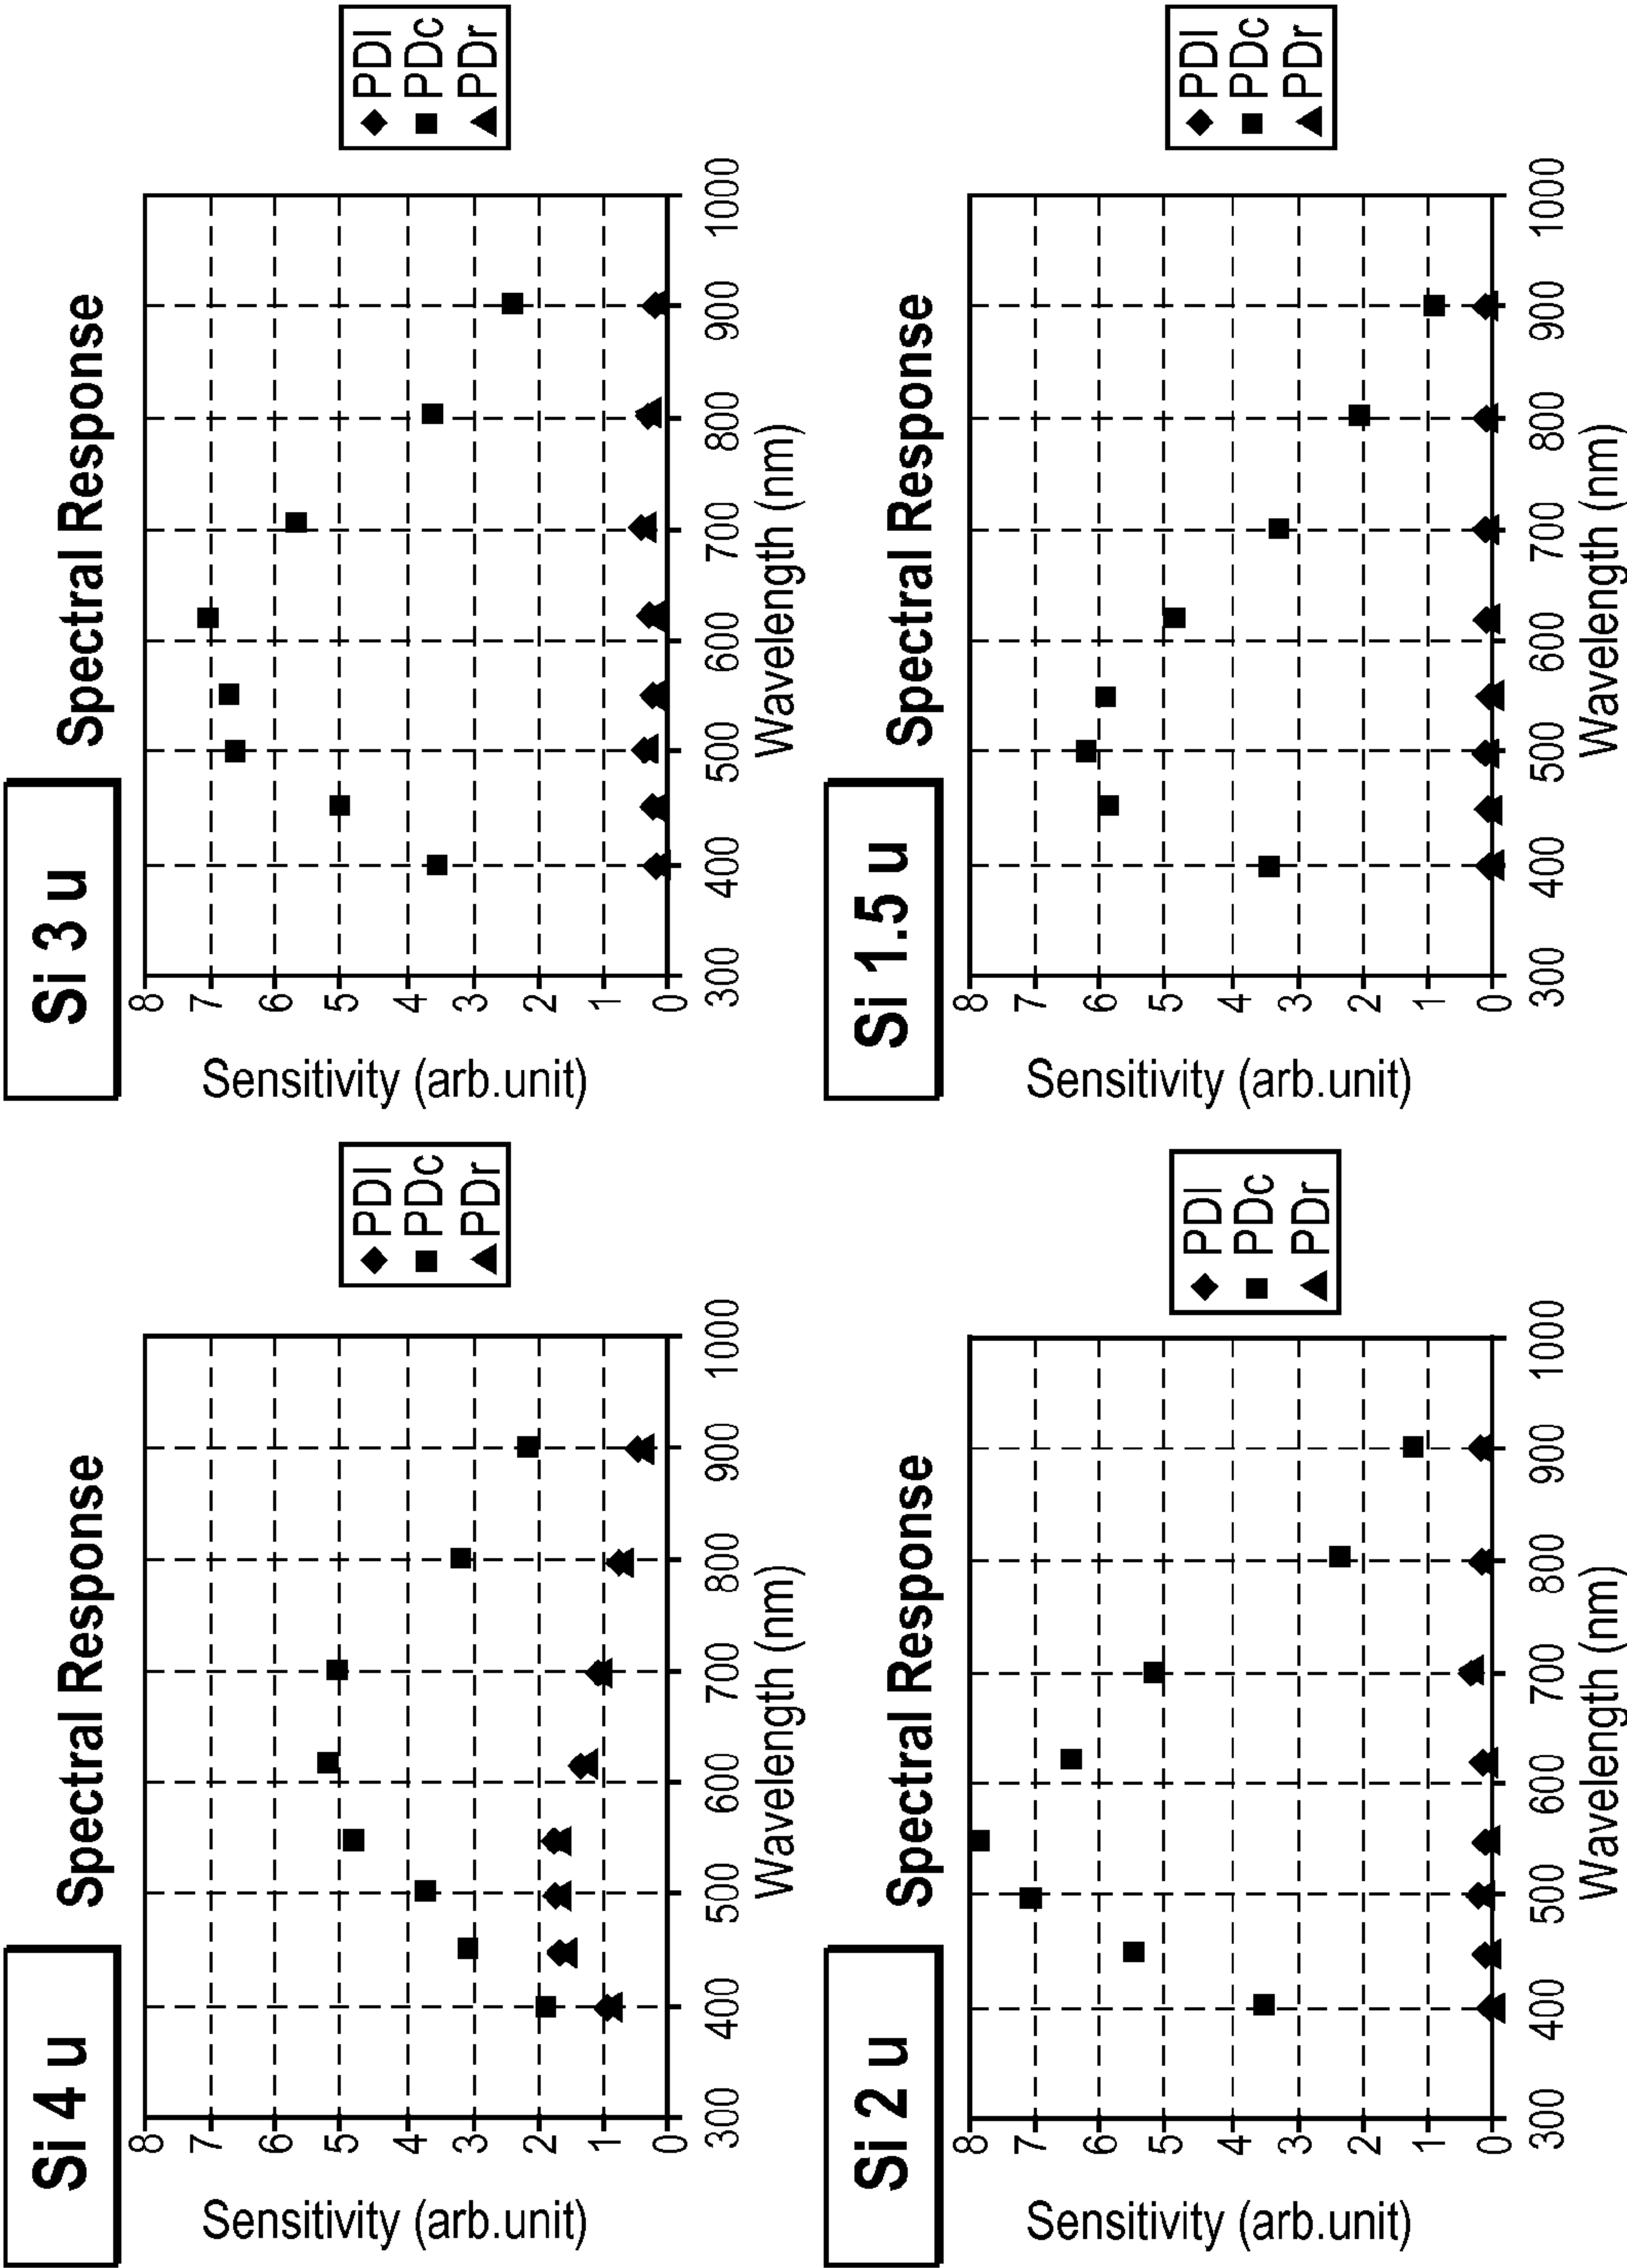 Si 4 u
Spectral Response
Sensitivity (arb.unit)
8
7
6
5
4
3
2
1
0
300 400 500 600 700 800 900 1000
Wavelength (nm)
PDl
PDc
PDr
Si 3 u
Spectral Response
Sensitivity (arb.unit)
8
7
6
5
4
3
2
1
0
300 400 500 600 700 800 900 1000
Wavelength (nm)
PDl
PDc
PDr
Si 2 u
Spectral Response
Sensitivity (arb.unit)
8
7
6
5
4
3
2
1
0
300 400 500 600 700 800 900 1000
Wavelength (nm)
PDl
PDc
PDr
Si 1.5 u
Spectral Response
Sensitivity (arb.unit)
8
7
6
5
4
3
2
1
0
300 400 500 600 700 800 900 1000
Wavelength (nm)
PDl
PDc
PDr